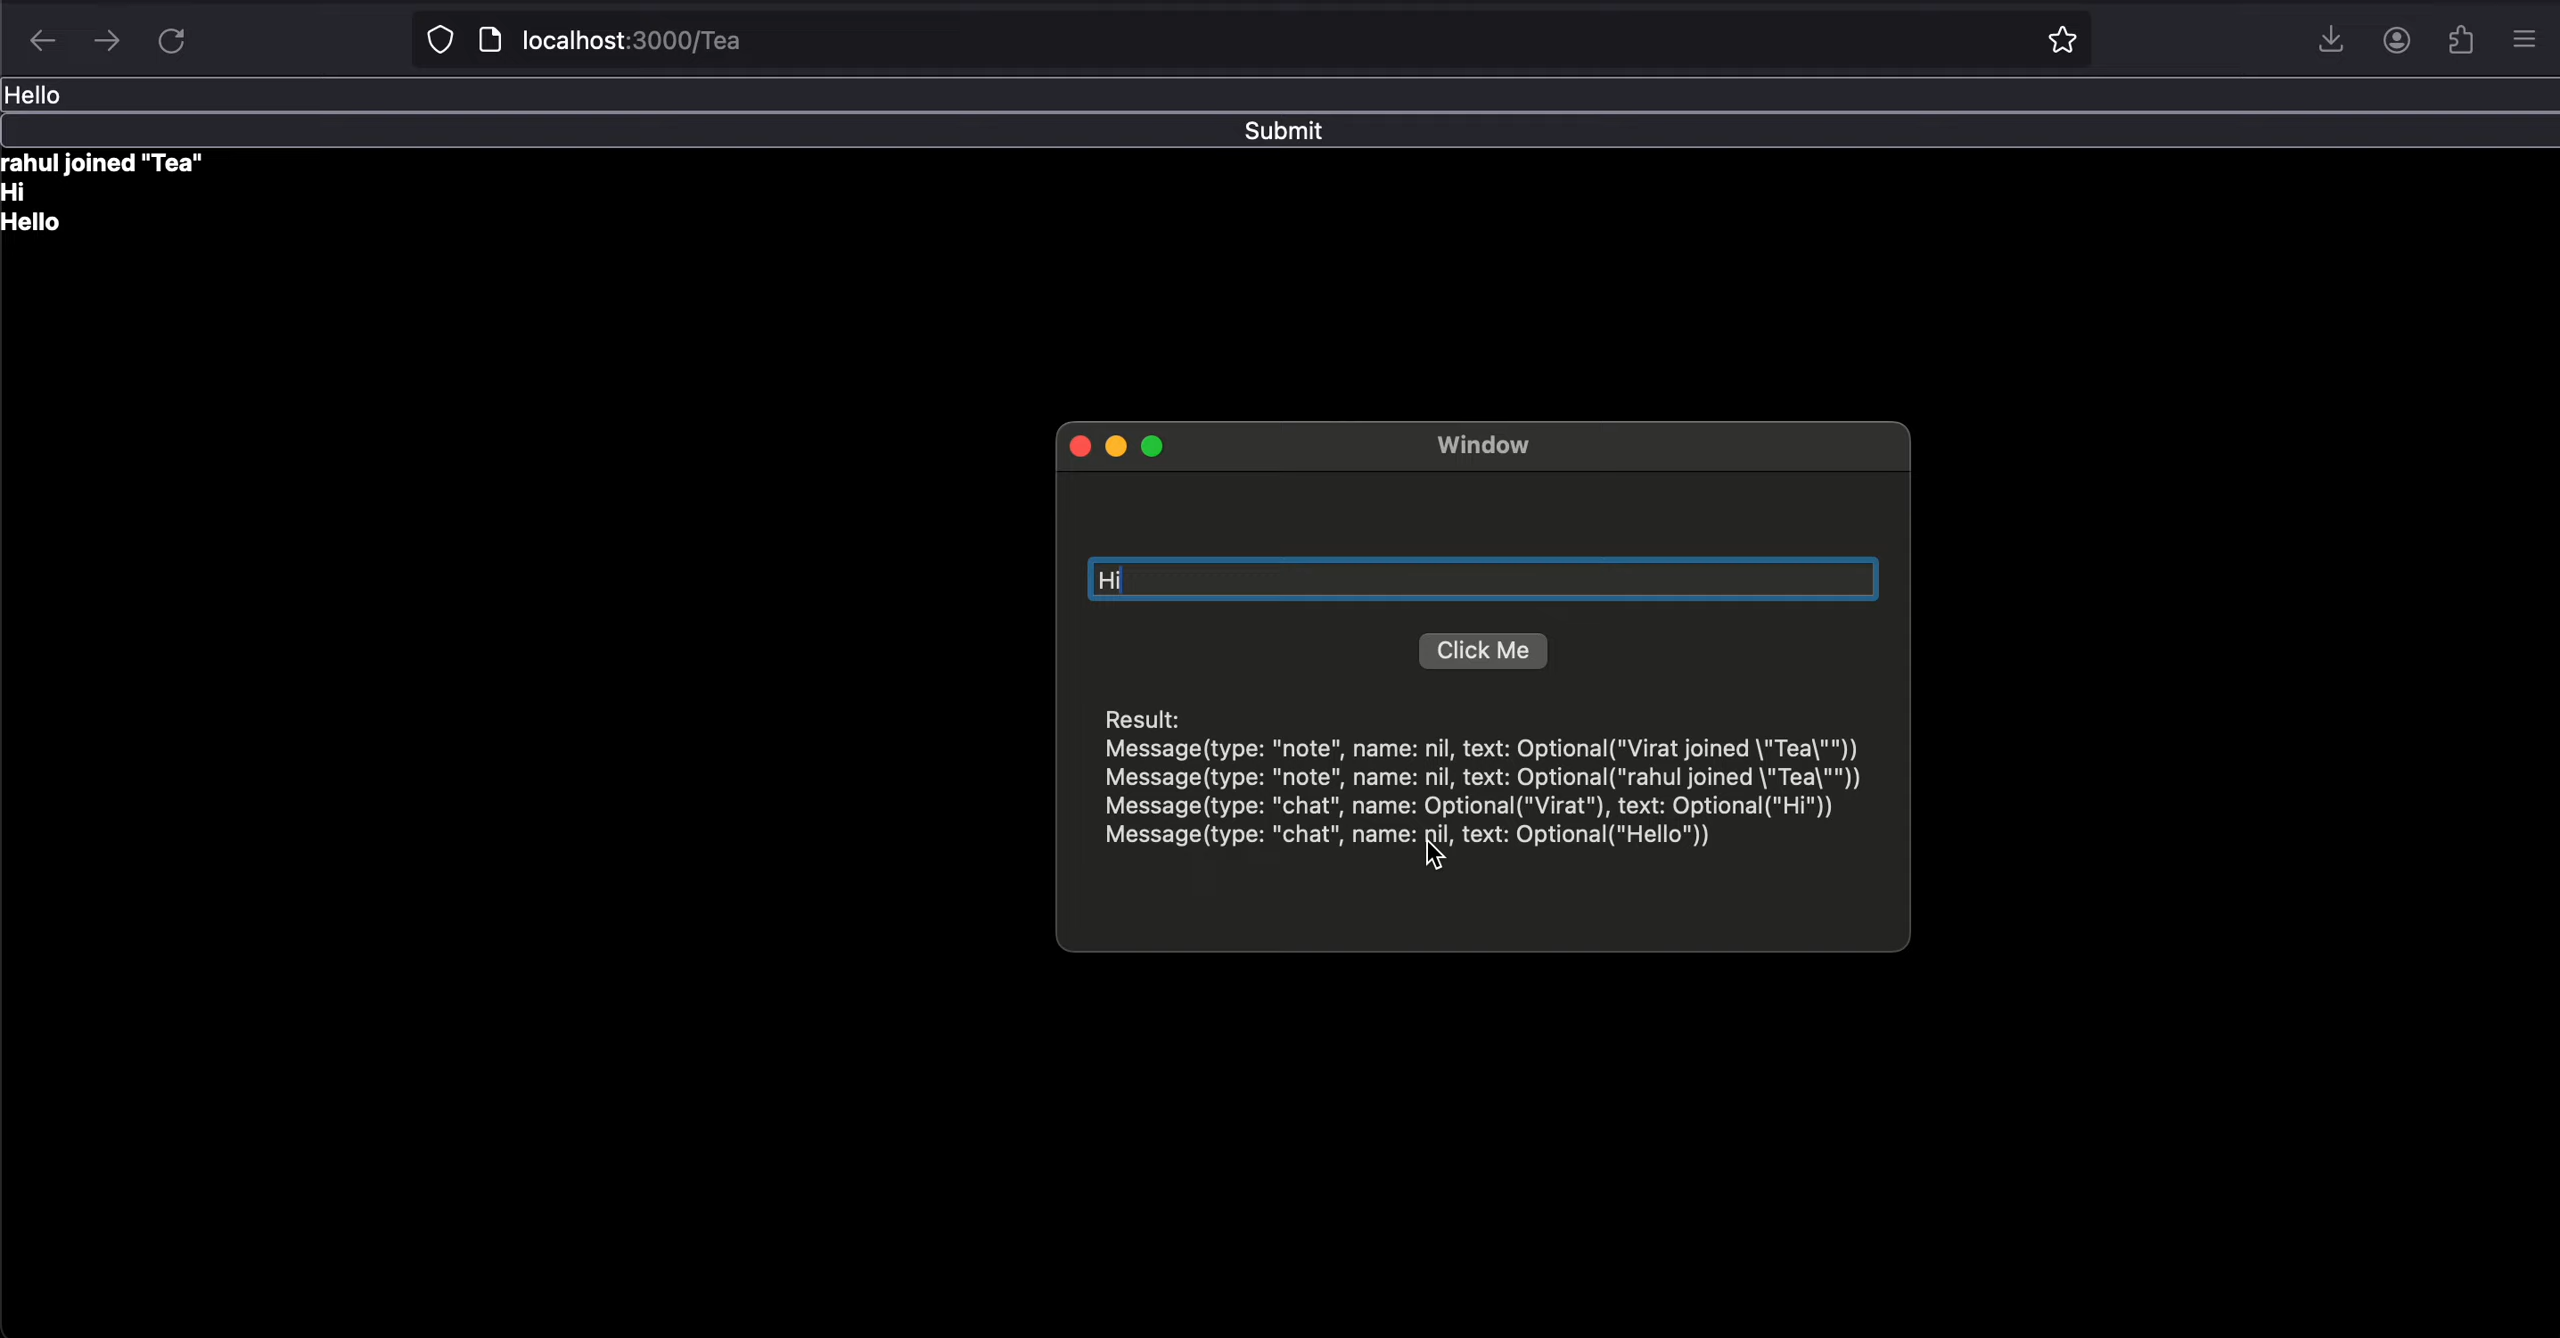 localhost:3000/Tea
Hello
Submit
rahul joined "Tea"
Hi
Hello
Window
Hi
Click Me
Result:
Message(type: "note", name: nil, text: Optional("Virat joined \"Tea\""))
Message(type: "note", name: nil, text: Optional("rahul joined \"Tea\""))
Message(type: "chat", name: Optional("Virat"), text: Optional("Hi"))
Message(type: "chat", name: nil, text: Optional("Hello"))